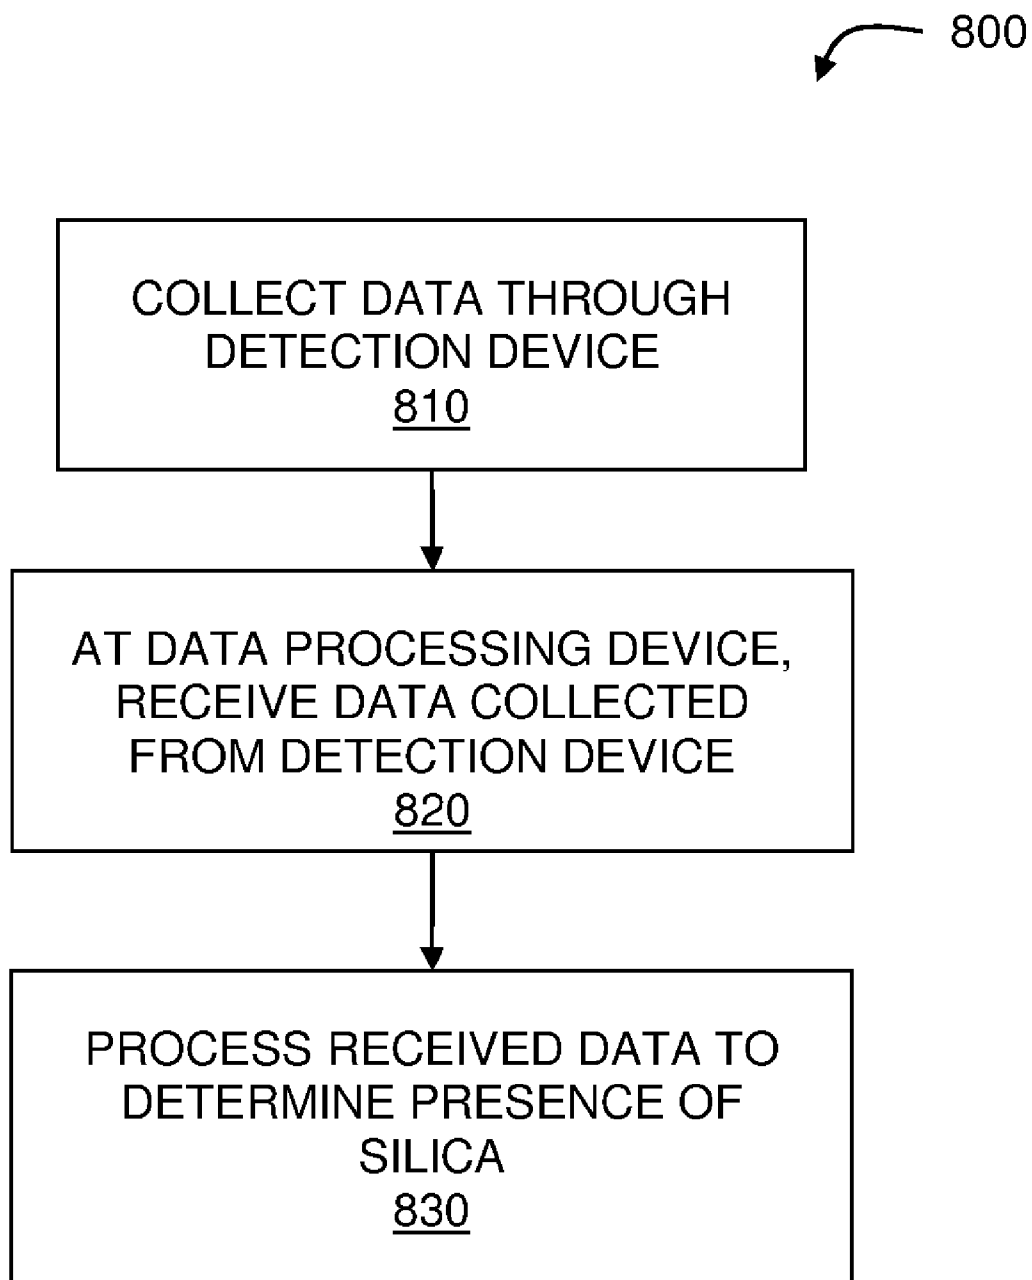 800
COLLECT DATA THROUGH
DETECTION DEVICE
810
AT DATA PROCESSING DEVICE,
RECEIVE DATA COLLECTED
FROM DETECTION DEVICE
820
PROCESS RECEIVED DATA TO
DETERMINE PRESENCE OF
SILICA
830